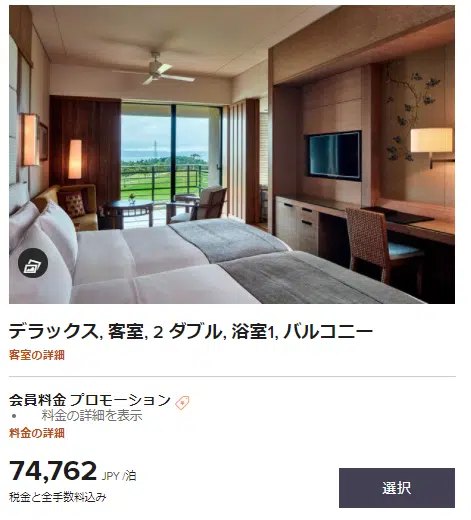 デラックス, 客室, 2 ダブル, 浴室1, バルコニー
客室の詳細
会員料金 プロモーション
• 料金の詳細を表示
料金の詳細
74,762 JPY /泊
税金と全手数料込み
選択